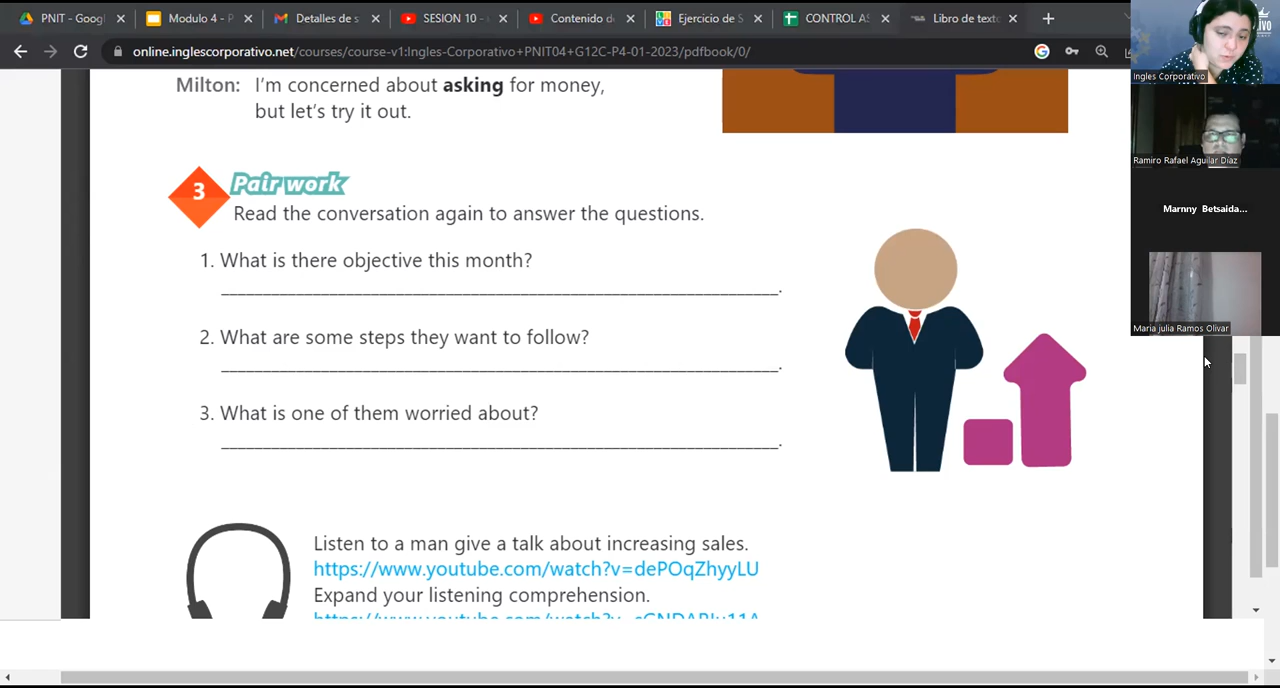 PNIT - Googl
Modulo 4 - P
Detalles de s
SESION 10 -
Contenido d
Ejercicio de S
CONTROL AS
Libro de texto
online.inglescorporativo.net/courses/course-v1:Ingles-Corporativo+PNIT04+G12C-P4-01-2023/pdfbook/0/
Ingles Corporativo
Ramiro Rafael Aguilar Díaz
Marnny Betsaida...
Maria julia Ramos Olivar
Milton: I'm concerned about asking for money,
but let's try it out.
3 Pair work
Read the conversation again to answer the questions.
1. What is there objective this month?
2. What are some steps they want to follow?
3. What is one of them worried about?
Listen to a man give a talk about increasing sales.
https://www.youtube.com/watch?v=dePOqZhyyLU
Expand your listening comprehension.